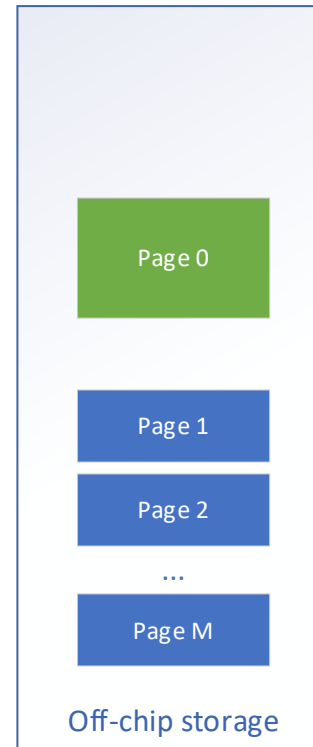 Page 0
Page 1
Page 2
...
Page M
Off-chip storage